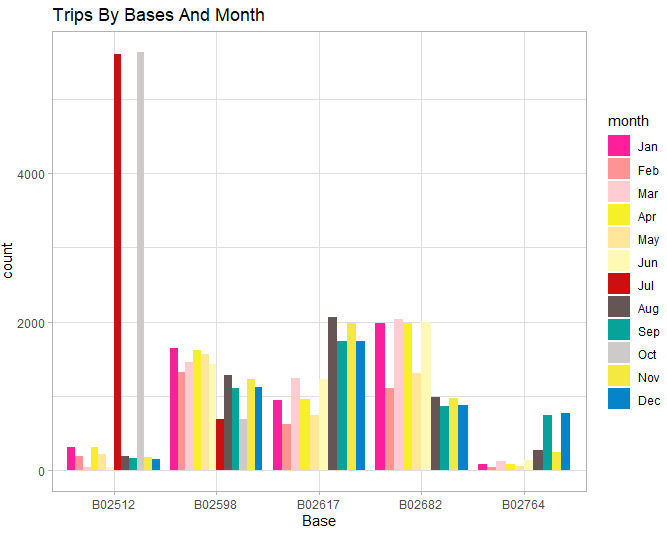 Trips By Bases And Month
count
4000
2000
0
B02512 B02598 B02617 B02682 B02764
Base
month
Jan
Feb
Mar
Apr
May
Jun
Jul
Aug
Sep
Oct
Nov
Dec